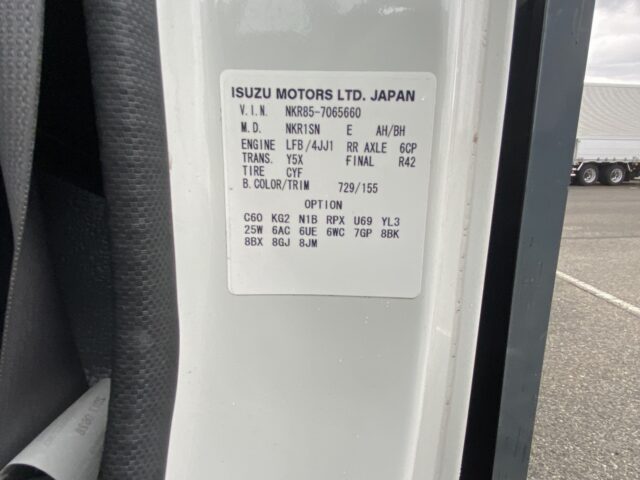 ISUZU MOTORS LTD. JAPAN
V.I.N. NKR85-7065660
M.D. NKR1SN E AH/BH
ENGINE LFB/4JJ1 RR AXLE 6CP
TRANS. Y5X FINAL R42
TIRE CYF
B.COLOR/TRIM 729/155
OPTION
C60 KG2 N1B RPX U69 YL3
25W 6AC 6UE 6WC 7GP 8BK
8BX 8GJ 8JM